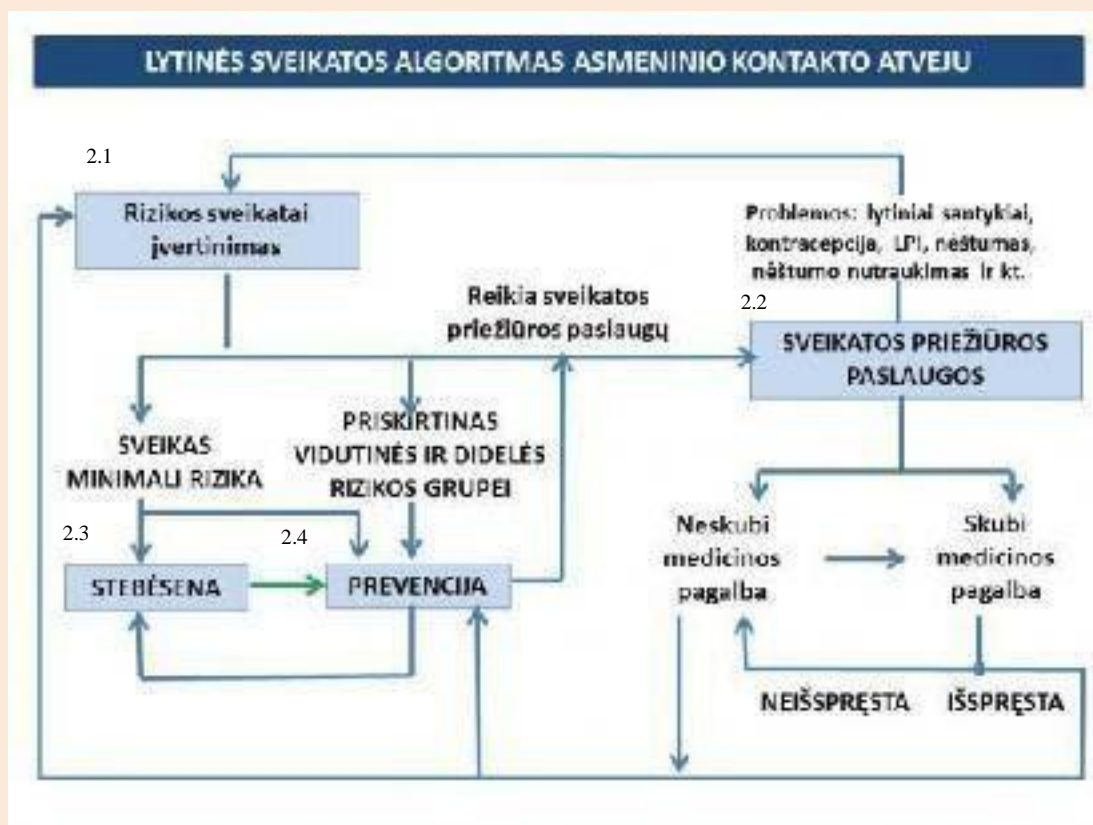 LYTINĖS SVEIKATOS ALGORITMAS ASMENINIO KONTAKTO ATVEJU
2.1
Rizikos sveikatai
įvertinimas
Problemos: lytiniai santykiai,
kontracepcija, LPI, nėštumas,
nėštumo nutraukimas ir kt.
Reikia sveikatos
priežiūros paslaugų
2.2
SVEIKATOS PRIEŽIŪROS
PASLAUGOS
SVEIKAS
MINIMALI RIZIKA
PRISKIRTINAS
VIDUTINĖS IR DIDELĖS
RIZIKOS GRUPEI
2.3
STEBĖSENA
2.4
PREVENCIJA
Neskubi
medicinos
pagalba
Skubi
medicinos
pagalba
NEIŠSPRĘSTA
IŠSPRĘSTA